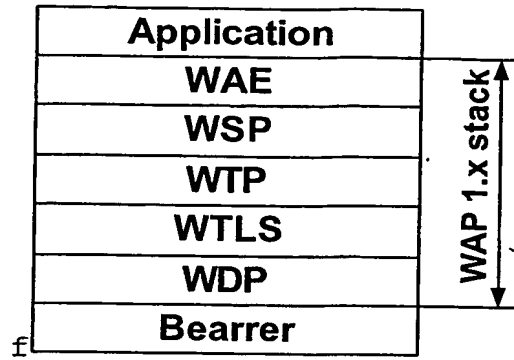 Application
WAE
WSP
WTP
WTLS
WDP
Bearrer
WAP 1.x stack
f